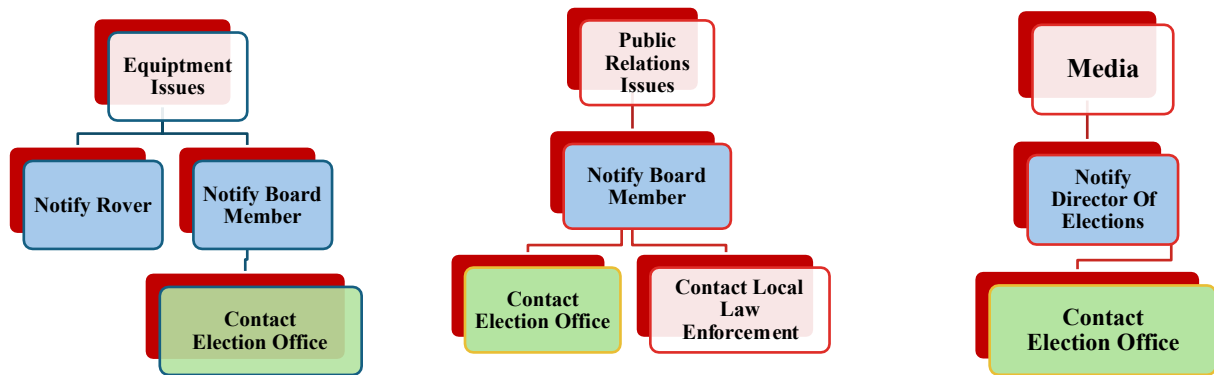 Equiptment
Issues
Notify Rover
Notify Board
Member
Contact
Election Office
Public
Relations
Issues
Notify Board
Member
Contact
Election Office
Contact Local
Law
Enforcement
Media
Notify
Director Of
Elections
Contact
Election Office